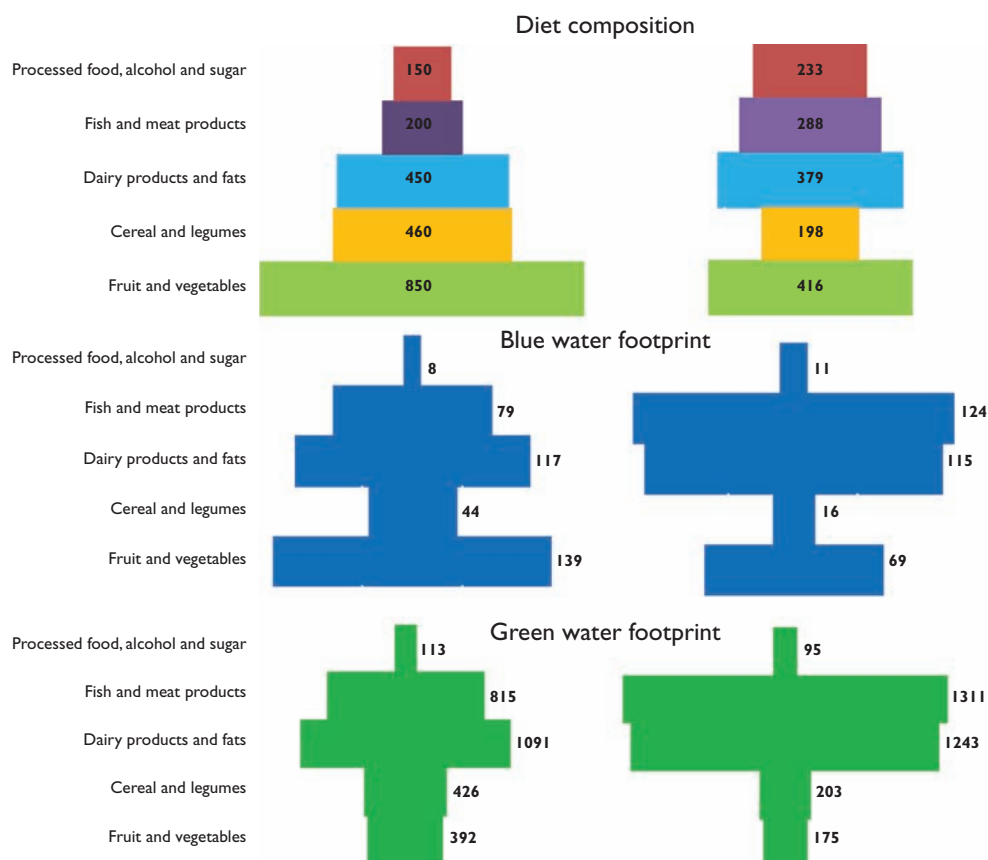 Diet composition
Processed food, alcohol and sugar 150 233
Fish and meat products 200 288
Dairy products and fats 450 379
Cereal and legumes 460 198
Fruit and vegetables 850 416
Blue water footprint
Processed food, alcohol and sugar 8 11
Fish and meat products 79 124
Dairy products and fats 117 115
Cereal and legumes 44 16
Fruit and vegetables 139 69
Green water footprint
Processed food, alcohol and sugar 113 95
Fish and meat products 815 1311
Dairy products and fats 1091 1243
Cereal and legumes 426 203
Fruit and vegetables 392 175